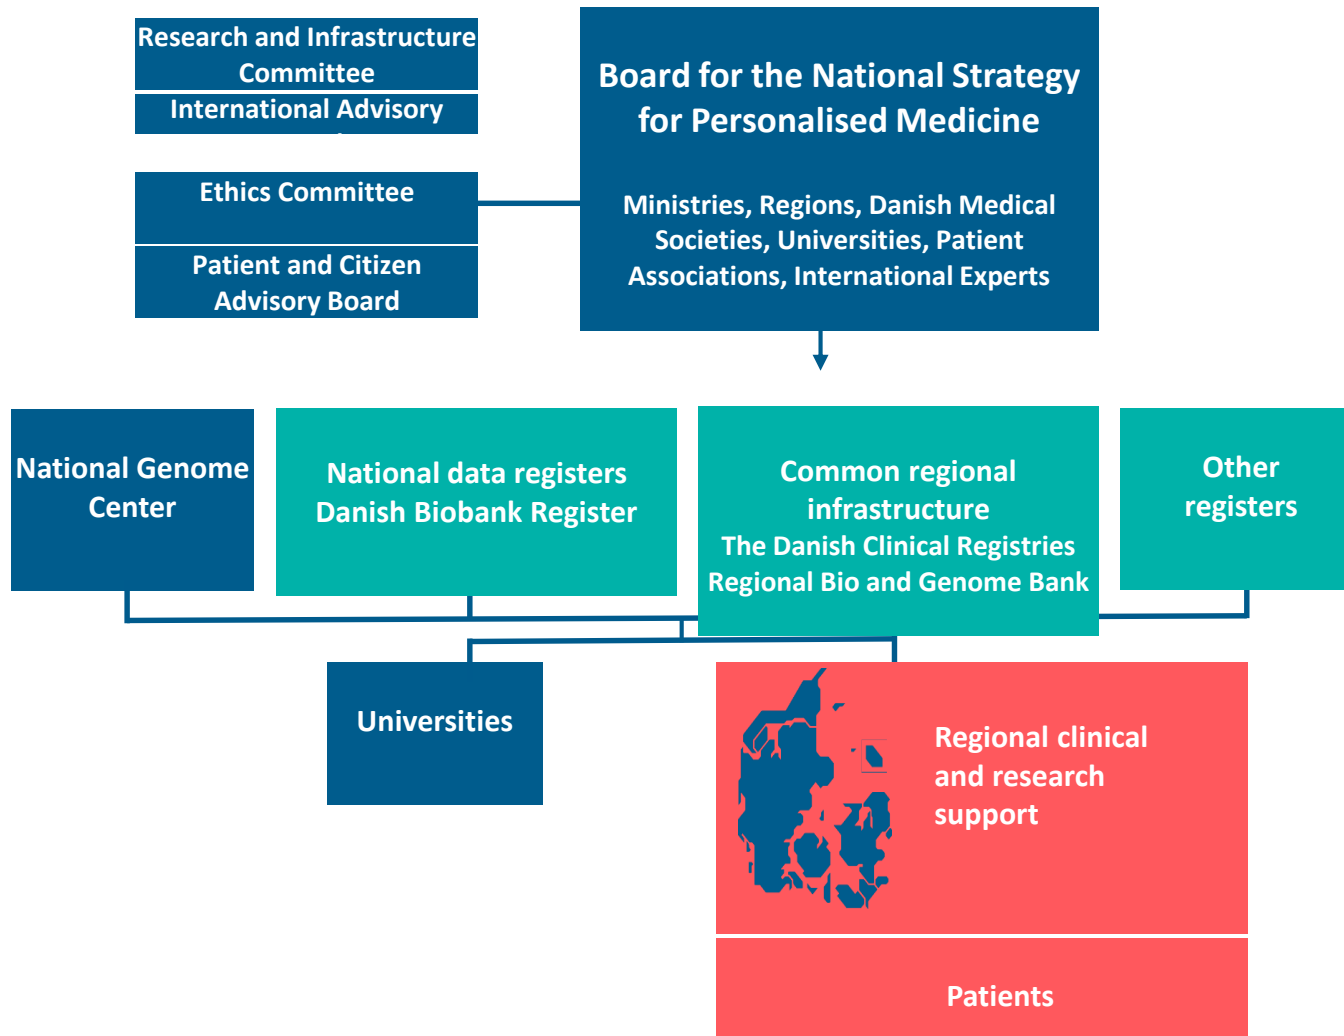 Research and Infrastructure
Committee
International Advisory
Ethics Committee
Patient and Citizen
Advisory Board
Board for the National Strategy
for Personalised Medicine
Ministries, Regions, Danish Medical
Societies, Universities, Patient
Associations, International Experts
National Genome
Center
National data registers
Danish Biobank Register
Common regional
infrastructure
The Danish Clinical Registries
Regional Bio and Genome Bank
Other
registers
Universities
Regional clinical
and research
support
Patients